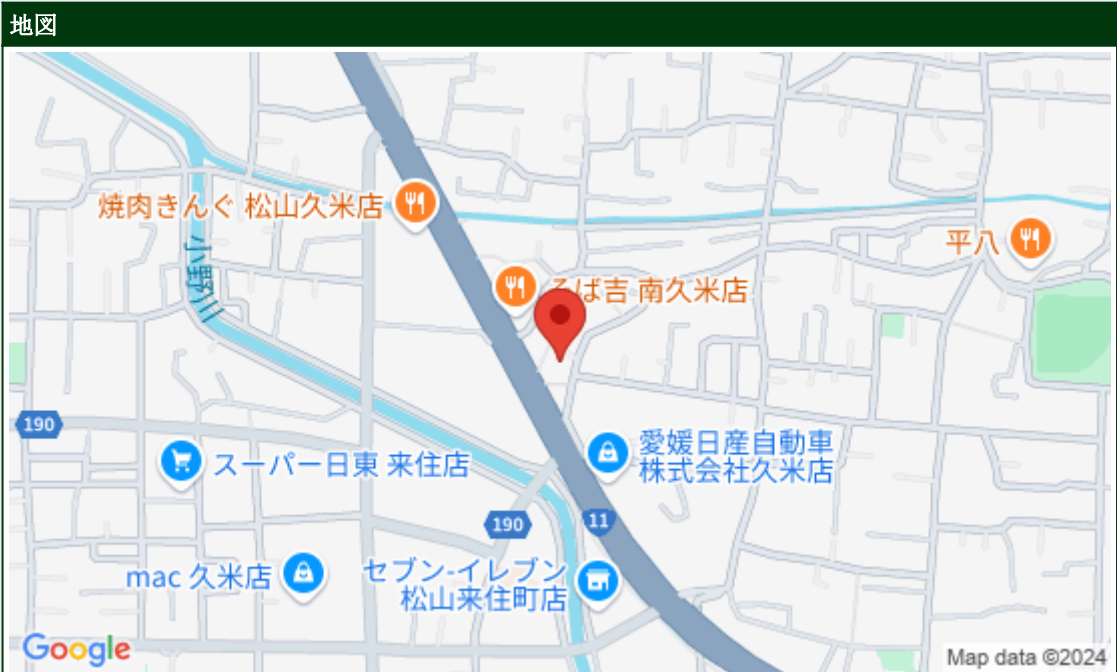 地図
焼肉きんぐ 松山久米店
平八
小野川
そば吉 南久米店
190
愛媛日産自動車
株式会社久米店
スーパー日東 来住店
190
11
セブン-イレブン
松山来住町店
mac 久米店
Google
Map data ©2024